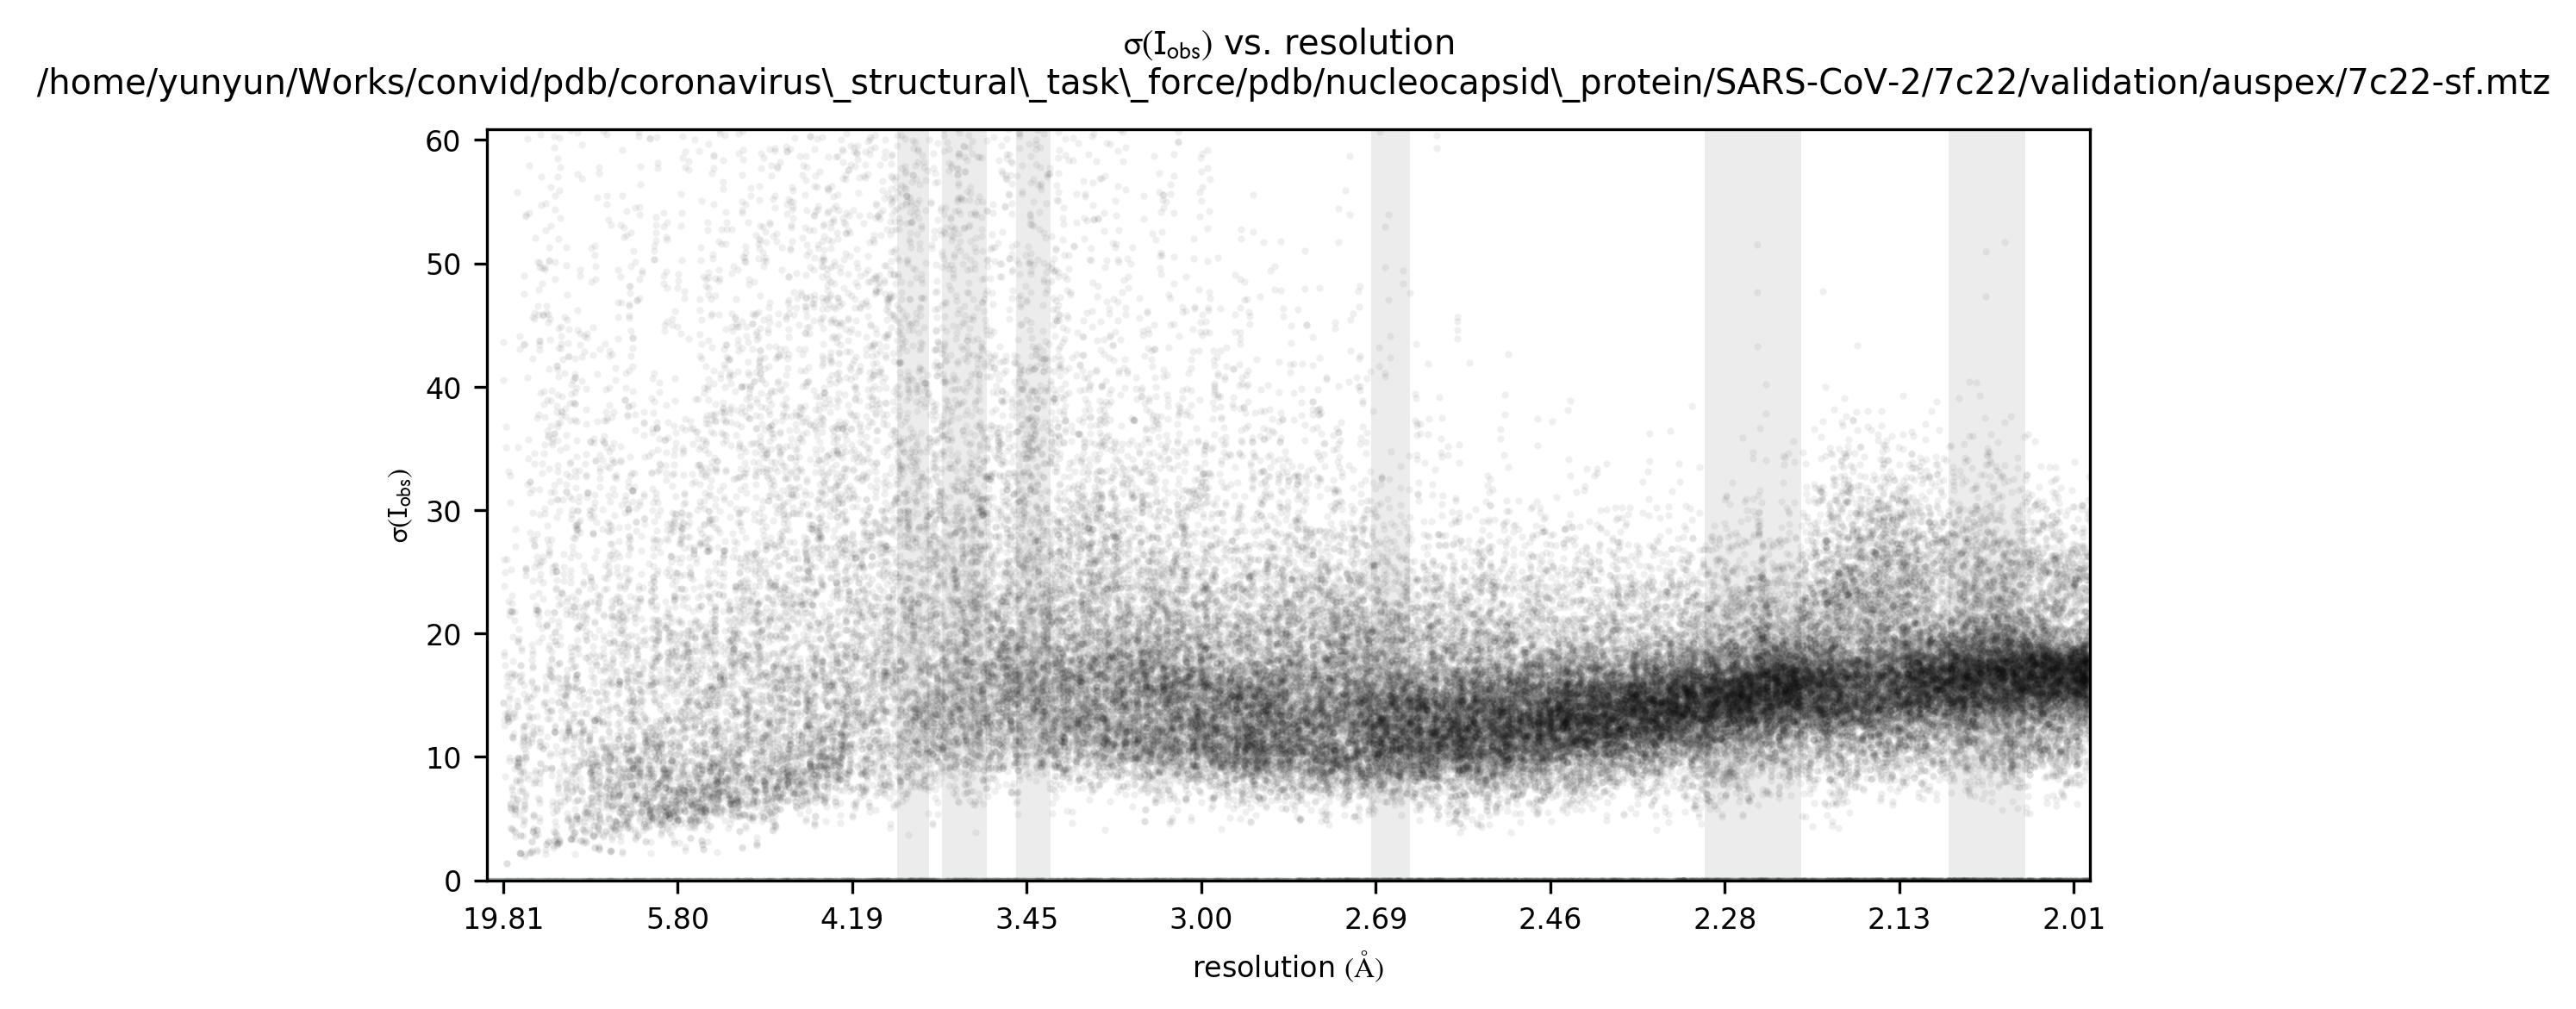 σ(I_obs) vs. resolution
/home/yunyun/Works/convid/pdb/coronavirus\_structural\_task\_force/pdb/nucleocapsid\_protein/SARS-CoV-2/7c22/validation/auspex/7c22-sf.mtz
60
50
40
30
20
10
0
σ(I_obs)
19.81 5.80 4.19 3.45 3.00 2.69 2.46 2.28 2.13 2.01
resolution (Å)